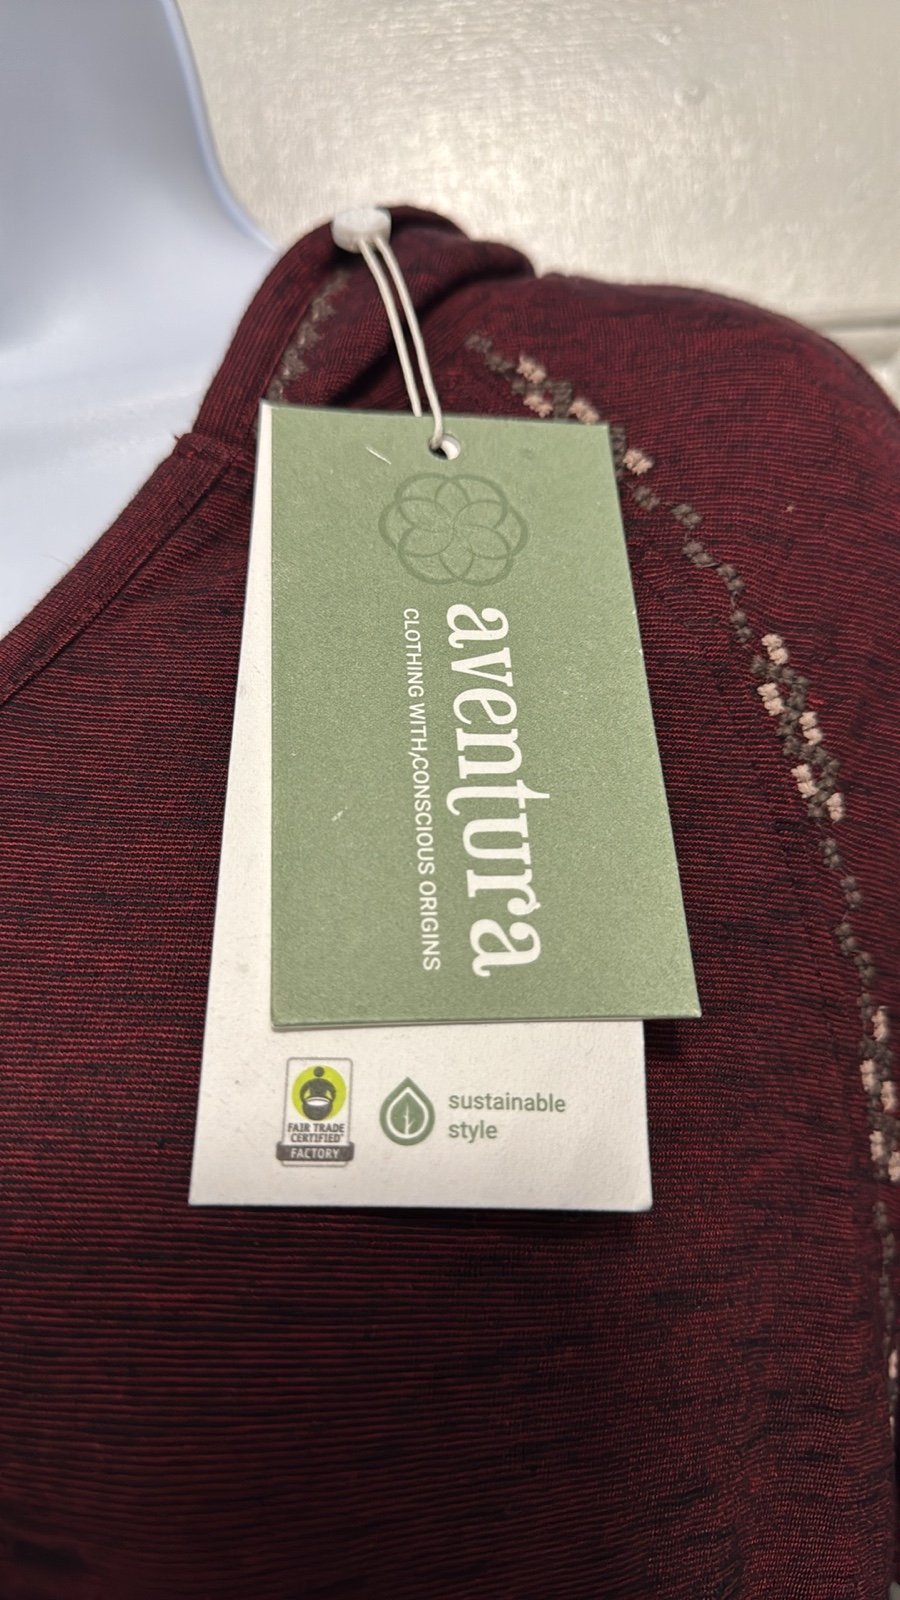 aventura
CLOTHING WITH CONSCIOUS ORIGINS
FAIR TRADE
CERTIFIED
FACTORY
sustainable
style